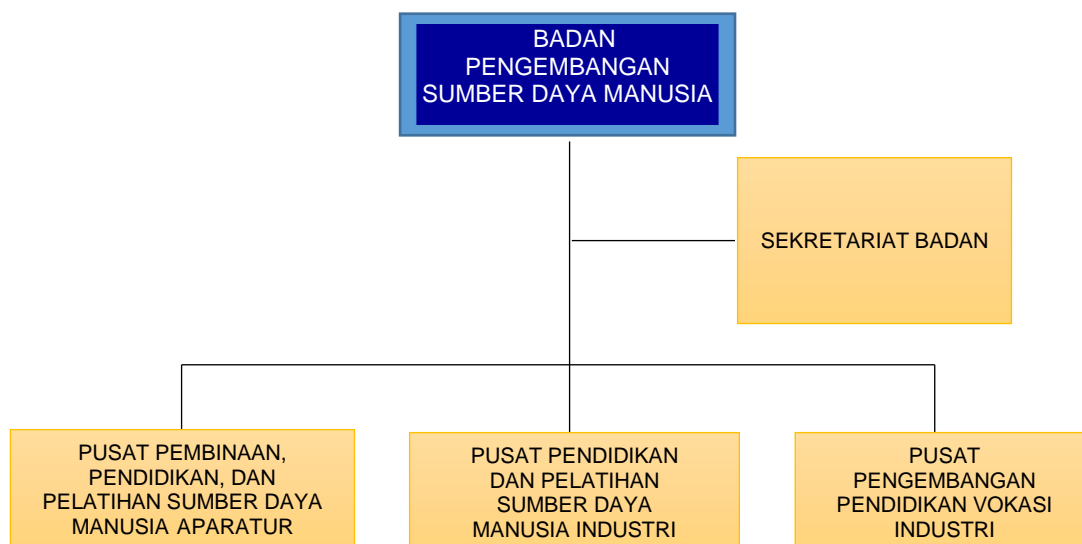 BADAN
PENGEMBANGAN
SUMBER DAYA MANUSIA
SEKRETARIAT BADAN
PUSAT PEMBINAAN,
PENDIDIKAN, DAN
PELATIHAN SUMBER DAYA
MANUSIA APARATUR
PUSAT PENDIDIKAN
DAN PELATIHAN
SUMBER DAYA
MANUSIA INDUSTRI
PUSAT
PENGEMBANGAN
PENDIDIKAN VOKASI
INDUSTRI